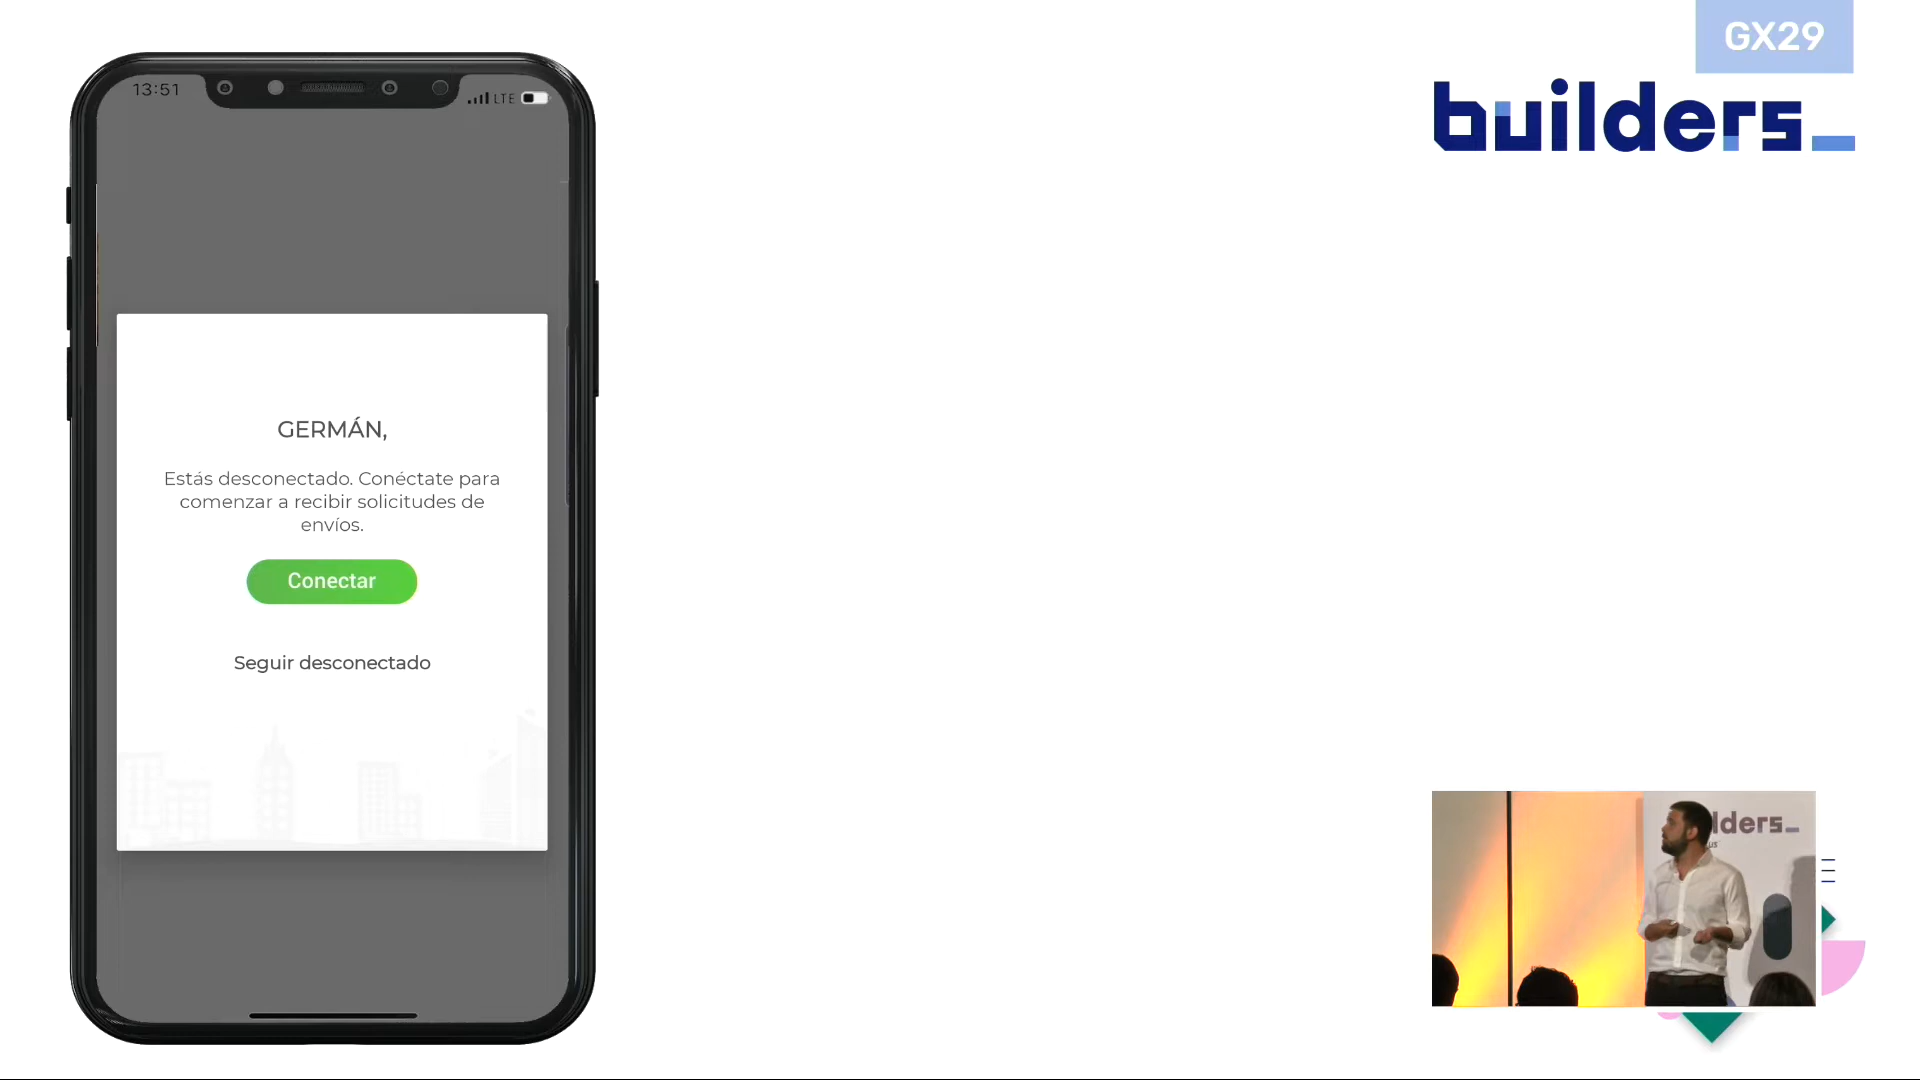 GX29
builders_
13:51
LTE
GERMÁN,
Estás desconectado. Conéctate para
comenzar a recibir solicitudes de
envíos.
Conectar
Seguir desconectado
lders_
us